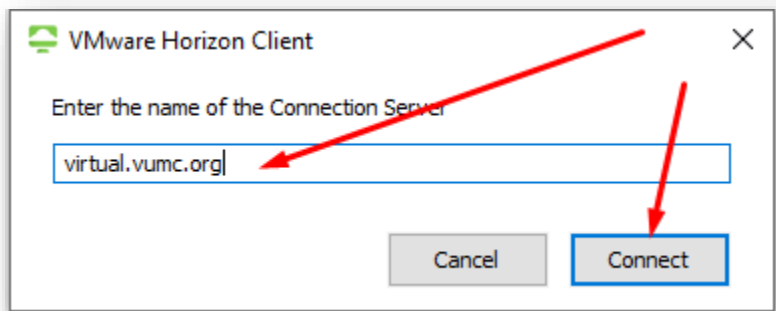 VMware Horizon Client
Enter the name of the Connection Server
virtual.vumc.org
Cancel Connect